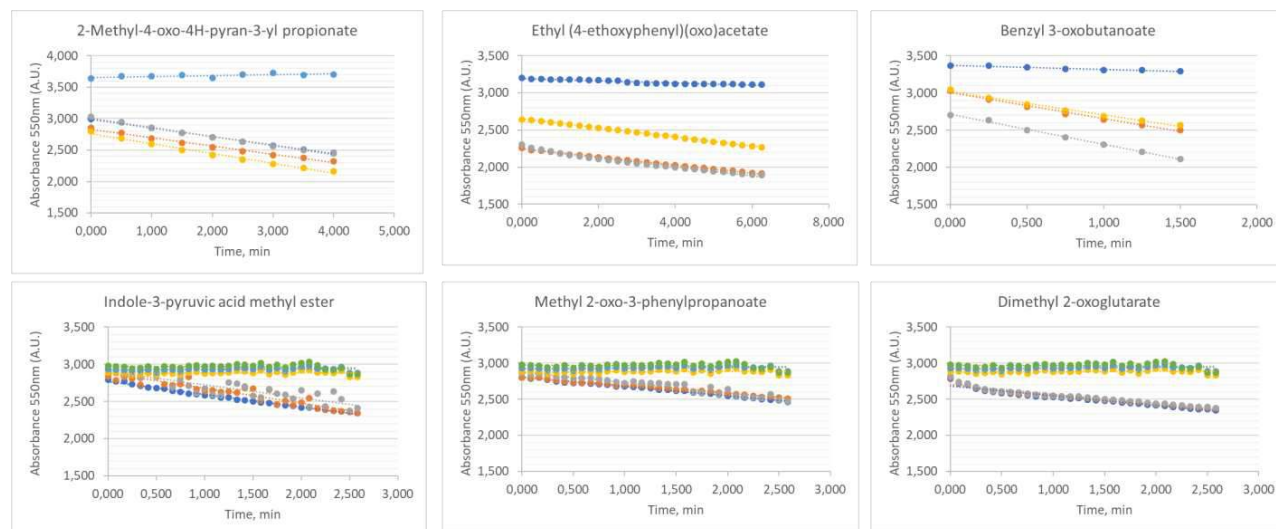 2-Methyl-4-oxo-4H-pyran-3-yl propionate
Absorbance 550nm (A.U.)
4,000
3,500
3,000
2,500
2,000
1,500
0,000 1,000 2,000 3,000 4,000 5,000
Time, min
Ethyl (4-ethoxyphenyl)(oxo)acetate
Absorbance 550nm (A.U.)
3,500
3,000
2,500
2,000
1,500
0,000 2,000 4,000 6,000 8,000
Time, min
Benzyl 3-oxobutanoate
Absorbance 550nm (A.U.)
3,500
3,000
2,500
2,000
1,500
0,000 0,500 1,000 1,500 2,000
Time, min
Indole-3-pyruvic acid methyl ester
Absorbance 550nm (A.U.)
3,500
3,000
2,500
2,000
1,500
0,000 0,500 1,000 1,500 2,000 2,500 3,000
Time, min
Methyl 2-oxo-3-phenylpropanoate
Absorbance 550nm (A.U.)
3,500
3,000
2,500
2,000
1,500
0,000 0,500 1,000 1,500 2,000 2,500 3,000
Time, min
Dimethyl 2-oxoglutarate
Absorbance 550nm (A.U.)
3,500
3,000
2,500
2,000
1,500
0,000 0,500 1,000 1,500 2,000 2,500 3,000
Time, min